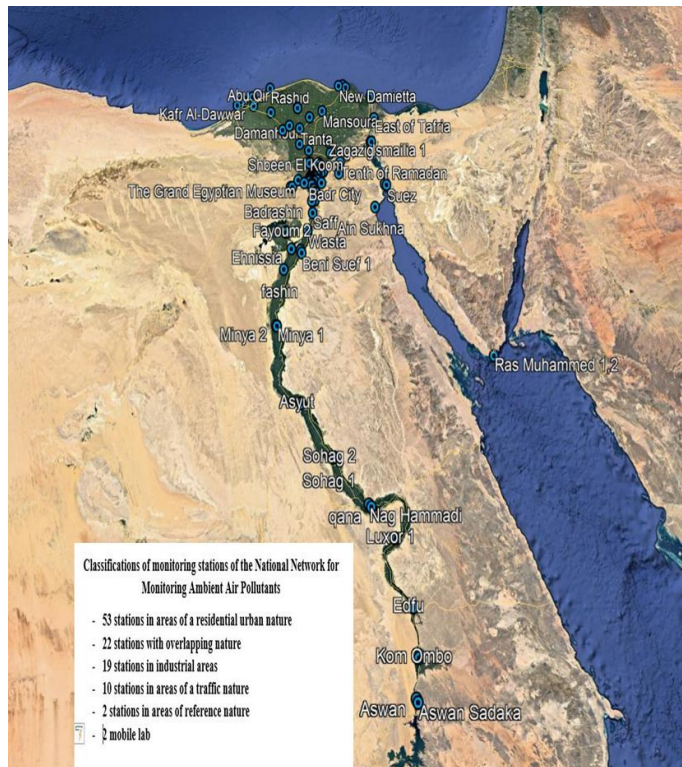 Abu Qir
Rashid
New Damietta
Kafr Al-Dawwar
Mansoura
Damanhou
East of Tafria
Tanta
Zagazig
smailia 1
Shbeen El Koom
Tenth of Ramadan
The Grand Egyptian Museum
Badr City
Suez
Badrashin
Saff
Ain Sukhna
Fayoum 2
Wasta
Ehnissia
Beni Suef 1
fashin
Minya 2
Minya 1
Ras Muhammed 1,2
Asyut
Sohag 2
Sohag 1
qana
Nag Hammadi
Luxor 1
Edfu
Kom Ombo
Aswan
Aswan Sadaka
Classifications of monitoring stations of the National Network for
Monitoring Ambient Air Pollutants
- 53 stations in areas of a residential urban nature
- 22 stations with overlapping nature
- 19 stations in industrial areas
- 10 stations in areas of a traffic nature
- 2 stations in areas of reference nature
- 2 mobile lab